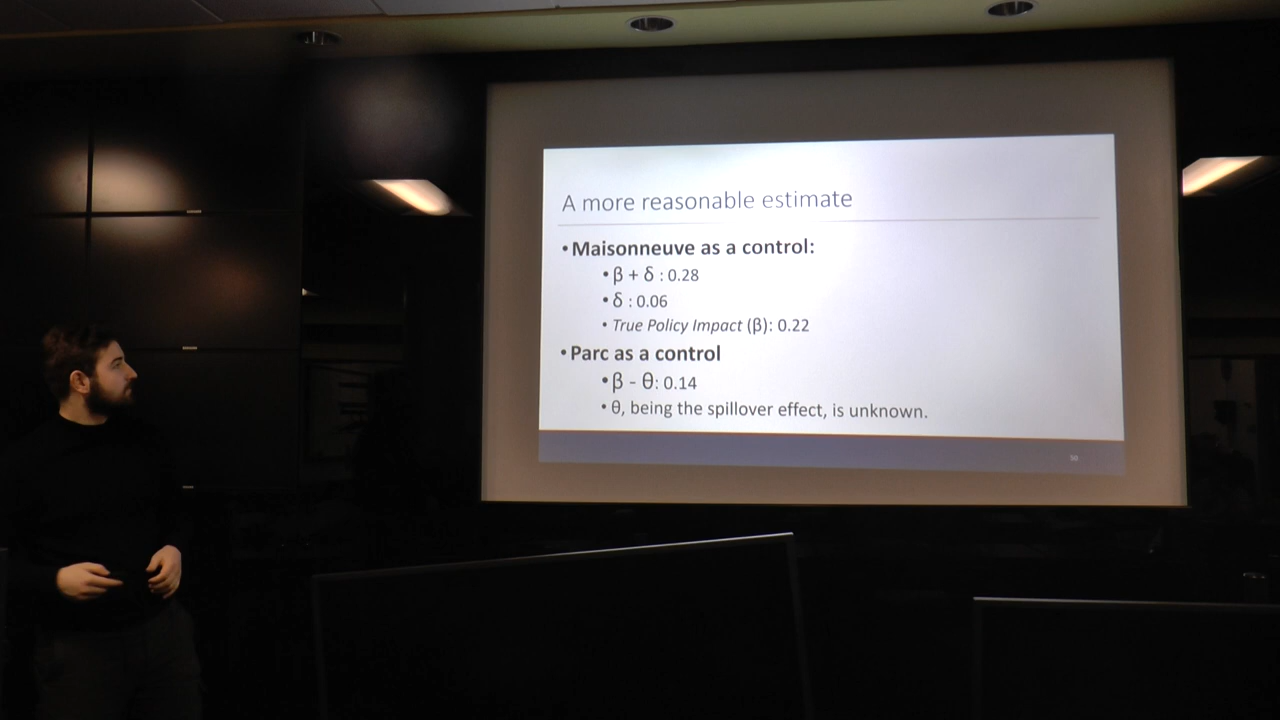 A more reasonable estimate
•Maisonneuve as a control:
•β + δ : 0.28
•δ : 0.06
•True Policy Impact (β): 0.22
•Parc as a control
•β - θ: 0.14
•θ, being the spillover effect, is unknown.
30